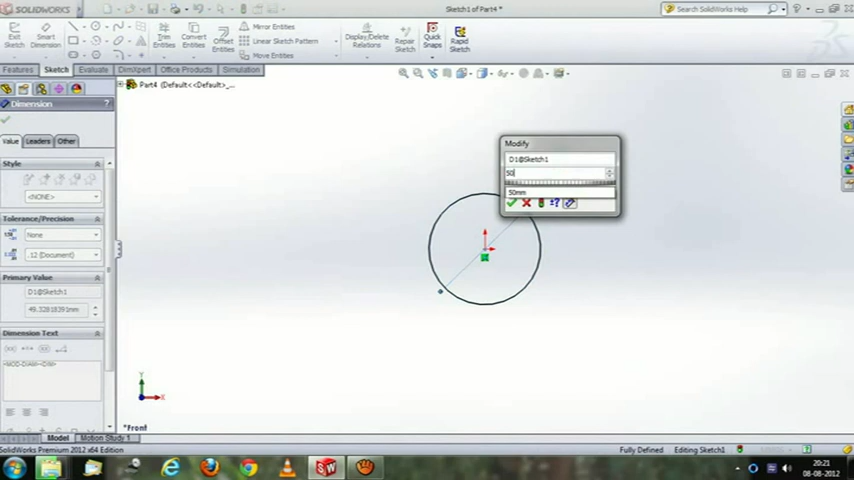 SOLIDWORKS
Sketch1 of Part4 *
Search SolidWorks Help
Exit Sketch
Smart Dimension
Trim Entities
Convert Entities
Offset Entities
Mirror Entities
Linear Sketch Pattern
Move Entities
Display/Delete Relations
Repair Sketch
Quick Snaps
Rapid Sketch
Features
Sketch
Evaluate
DimXpert
Office Products
Simulation
Part4 (Default<<Default>_...
Dimension
?
Value
Leaders
Other
Style
<NONE>
Tolerance/Precision
None
.12 (Document)
Primary Value
D1@Sketch1
49.32818391mm
Dimension Text
<MOD-DIAM><DIM>
Modify
D1@Sketch1
50
50mm
Y
X
*Front
Model
Motion Study 1
SolidWorks Premium 2012 x64 Edition
Fully Defined
Editing Sketch1
20:21
08-08-2012